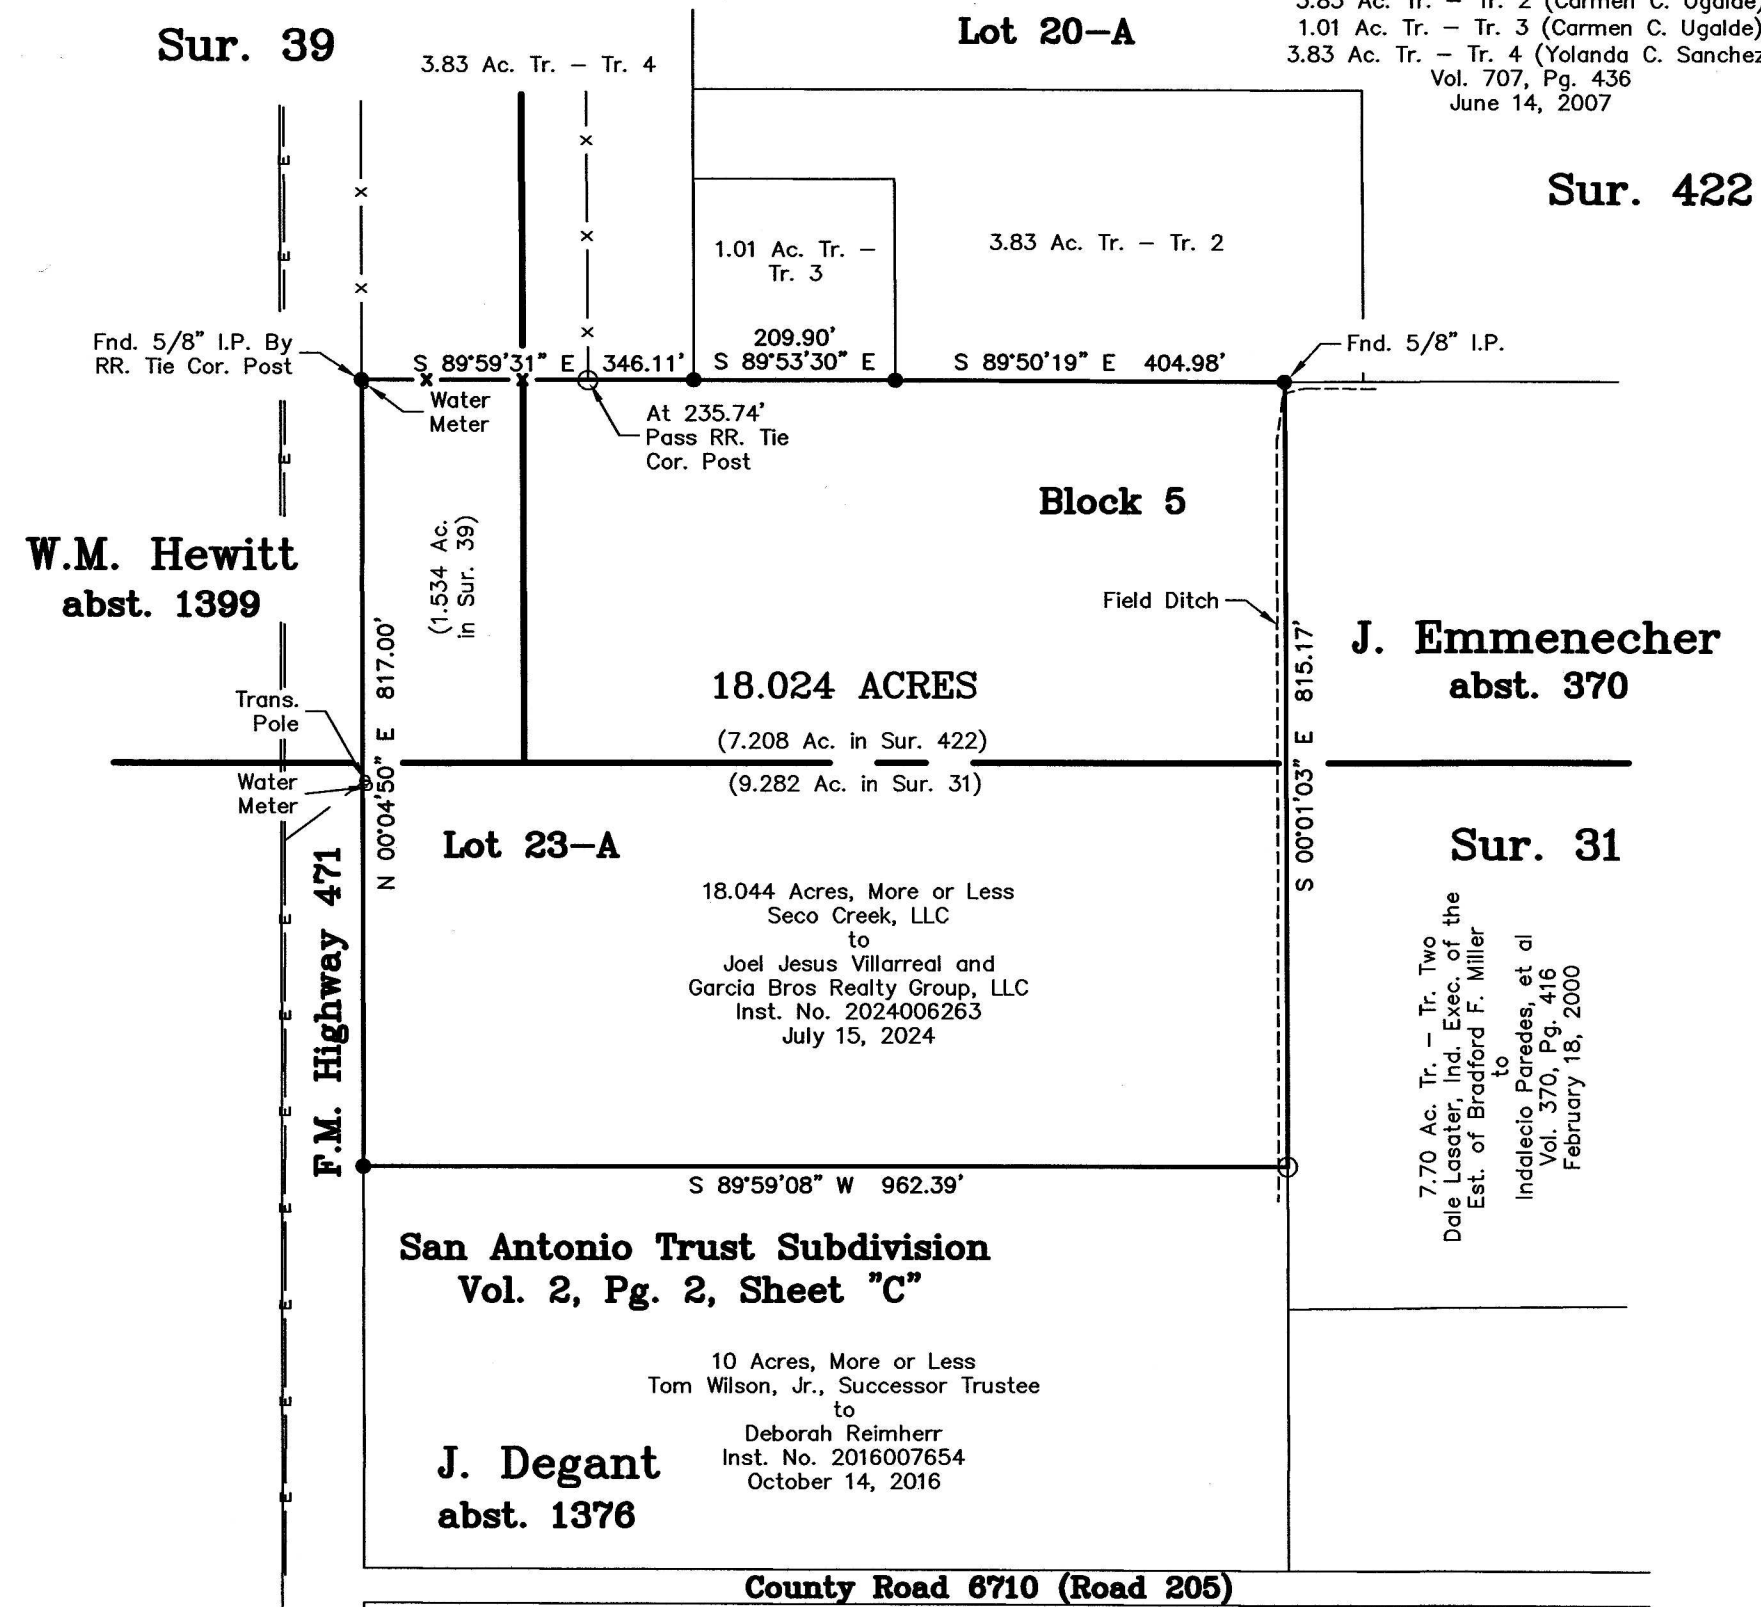 3.83 Ac. Tr. – Tr. 2 (Carmen C. Ugalde)
1.01 Ac. Tr. – Tr. 3 (Carmen C. Ugalde)
3.83 Ac. Tr. – Tr. 4 (Yolanda C. Sanchez
Vol. 707, Pg. 436
June 14, 2007
Sur. 39
3.83 Ac. Tr. – Tr. 4
Lot 20–A
Sur. 422
1.01 Ac. Tr. –
Tr. 3
3.83 Ac. Tr. – Tr. 2
Fnd. 5/8" I.P. By
RR. Tie Cor. Post
S 89°59'31" E 346.11'
209.90'
S 89°53'30" E
S 89°50'19" E 404.98'
Fnd. 5/8" I.P.
Water
Meter
At 235.74'
Pass RR. Tie
Cor. Post
Block 5
W.M. Hewitt
abst. 1399
(1.534 Ac.
in Sur. 39)
Field Ditch
J. Emmenecher
abst. 370
N 00°04'50" E 817.00'
S 00°01'03" E 815.17'
18.024 ACRES
(7.208 Ac. in Sur. 422)
(9.282 Ac. in Sur. 31)
Trans.
Pole
Water
Meter
Lot 23–A
Sur. 31
F.M. Highway 471
18.044 Acres, More or Less
Seco Creek, LLC
to
Joel Jesus Villarreal and
Garcia Bros Realty Group, LLC
Inst. No. 2024006263
July 15, 2024
7.70 Ac. Tr. – Tr. Two
Dale Lasater, Ind. Exec. of the
Est. of Bradford F. Miller
to
Indalecio Paredes, et al
Vol. 370, Pg. 416
February 18, 2000
S 89°59'08" W 962.39'
San Antonio Trust Subdivision
Vol. 2, Pg. 2, Sheet "C"
10 Acres, More or Less
Tom Wilson, Jr., Successor Trustee
to
Deborah Reimherr
Inst. No. 2016007654
October 14, 2016
J. Degant
abst. 1376
County Road 6710 (Road 205)
E
E
E
E
E
E
E
E
E
E
x
x
x
x
x
x
x